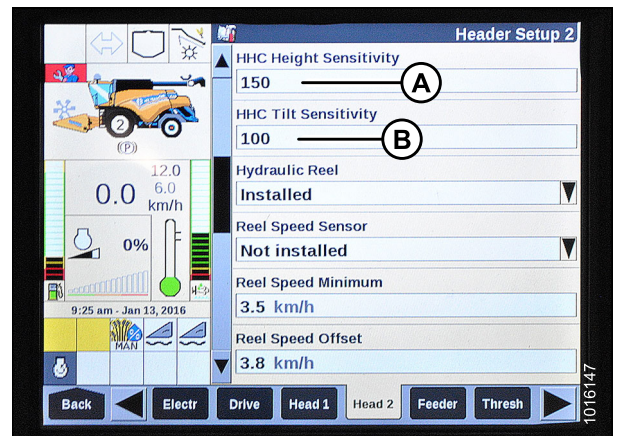 Header Setup 2
HHC Height Sensitivity
150
A
HHC Tilt Sensitivity
100
B
Hydraulic Reel
Installed
Reel Speed Sensor
Not installed
Reel Speed Minimum
3.5 km/h
Reel Speed Offset
3.8 km/h
2
(P)
12.0
6.0
0.0 km/h
0%
9:25 am - Jan 13, 2016
%
MAN
Back Electr Drive Head 1 Head 2 Feeder Thresh
1016147